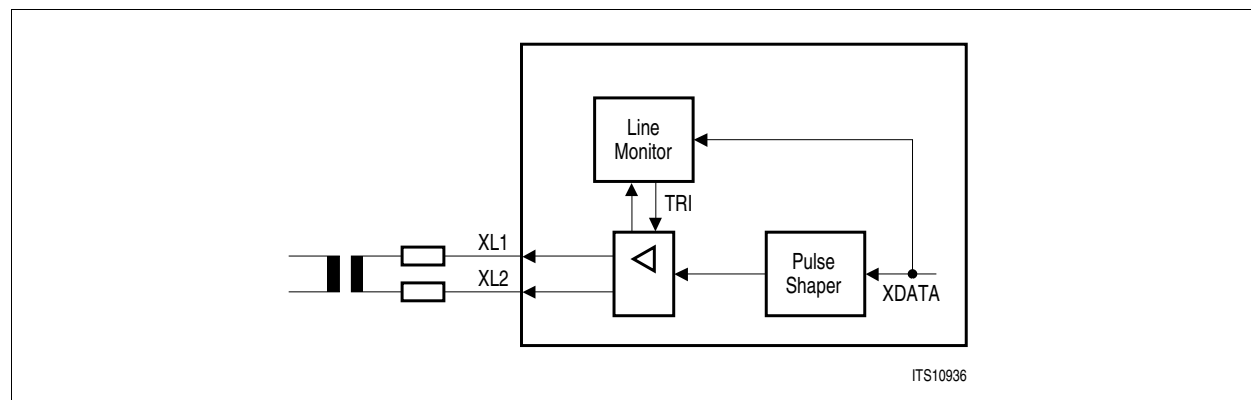 Line
Monitor
TRI
XL1
XL2
Pulse
Shaper
XDATA
ITS10936